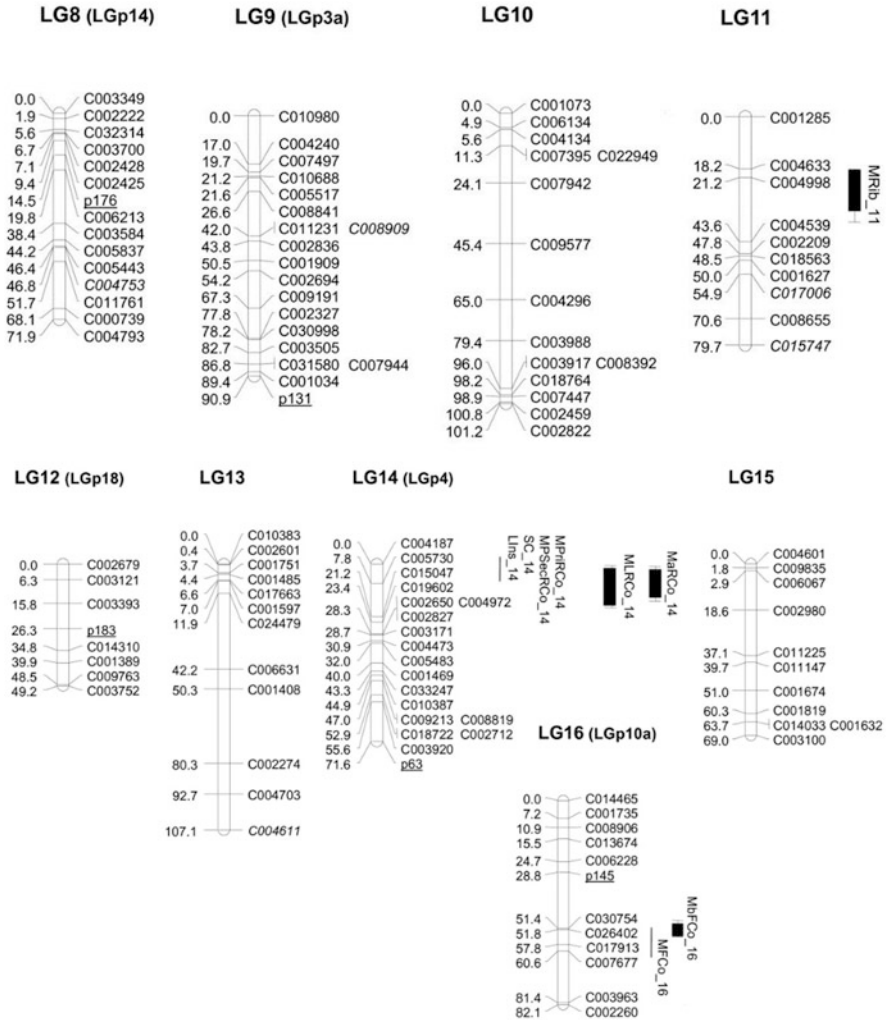 LG8 (LGp14)
0.0 C003349
1.9 C002222
5.6 C032314
6.7 C003700
7.1 C002428
9.4 C002425
14.5 p176
19.8 C006213
38.4 C003584
44.2 C005837
46.4 C005443
46.8 C004753
51.7 C011761
68.1 C000739
71.9 C004793
LG9 (LGp3a)
0.0 C010980
17.0 C004240
19.7 C007497
21.2 C010688
21.6 C005517
26.6 C008841
42.0 C011231 C008909
43.8 C002836
50.5 C001909
54.2 C002694
67.3 C009191
77.8 C002327
78.2 C030998
82.7 C003505
86.8 C031580 C007944
89.4 C001034
90.9 p131
LG10
0.0 C001073
4.9 C006134
5.6 C004134
11.3 C007395 C022949
24.1 C007942
45.4 C009577
65.0 C004296
79.4 C003988
96.0 C003917 C008392
98.2 C018764
98.9 C007447
100.8 C002459
101.2 C002822
LG11
0.0 C001285
18.2 C004633
21.2 C004998
43.6 C004539
47.8 C002209
48.5 C018563
50.0 C001627
54.9 C017006
70.6 C008655
79.7 C015747
MRib_11
LG12 (LGp18)
0.0 C002679
6.3 C003121
15.8 C003393
26.3 p183
34.8 C014310
39.9 C001389
48.5 C009763
49.2 C003752
LG13
0.0 C010383
0.4 C002601
3.7 C001751
4.4 C001485
6.6 C017663
7.0 C001597
11.9 C024479
42.2 C006631
50.3 C001408
80.3 C002274
92.7 C004703
107.1 C004611
LG14 (LGp4)
0.0 C004187
7.8 C005730
21.2 C015047
23.4 C019602
C002650 C004972
28.3 C002827
28.7 C003171
30.9 C004473
32.0 C005483
40.0 C001469
43.3 C033247
44.9 C010387
47.0 C009213 C008819
52.9 C018722 C002712
55.6 C003920
71.6 p63
LIns_14
SC_14
MPSecRCo_14
MPriRCo_14
MLRCo_14
MaRCo_14
LG15
0.0 C004601
1.8 C009835
2.9 C006067
18.6 C002980
37.1 C011225
39.7 C011147
51.0 C001674
60.3 C001819
63.7 C014033 C001632
69.0 C003100
LG16 (LGp10a)
0.0 C014465
7.2 C001735
10.9 C008906
15.5 C013674
24.7 C006228
28.8 p145
51.4 C030754
51.8 C026402
57.8 C017913
60.6 C007677
81.4 C003963
82.1 C002260
MFCo_16
MbFCo_16